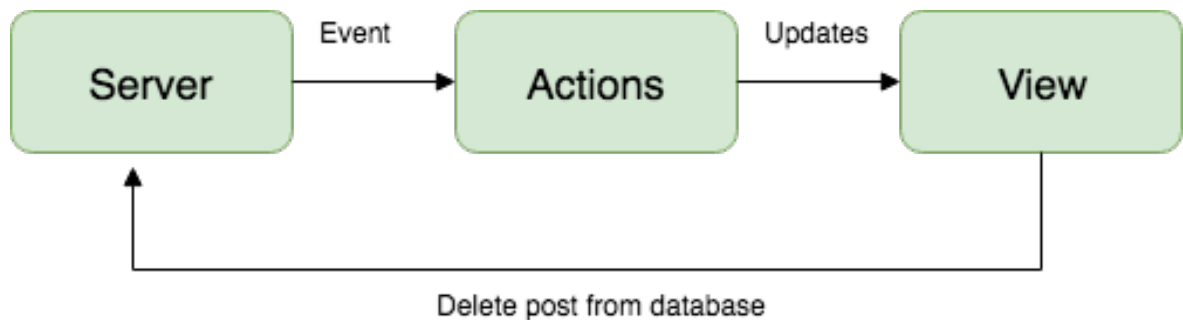 Event
Updates
Server
Actions
View
Delete post from database